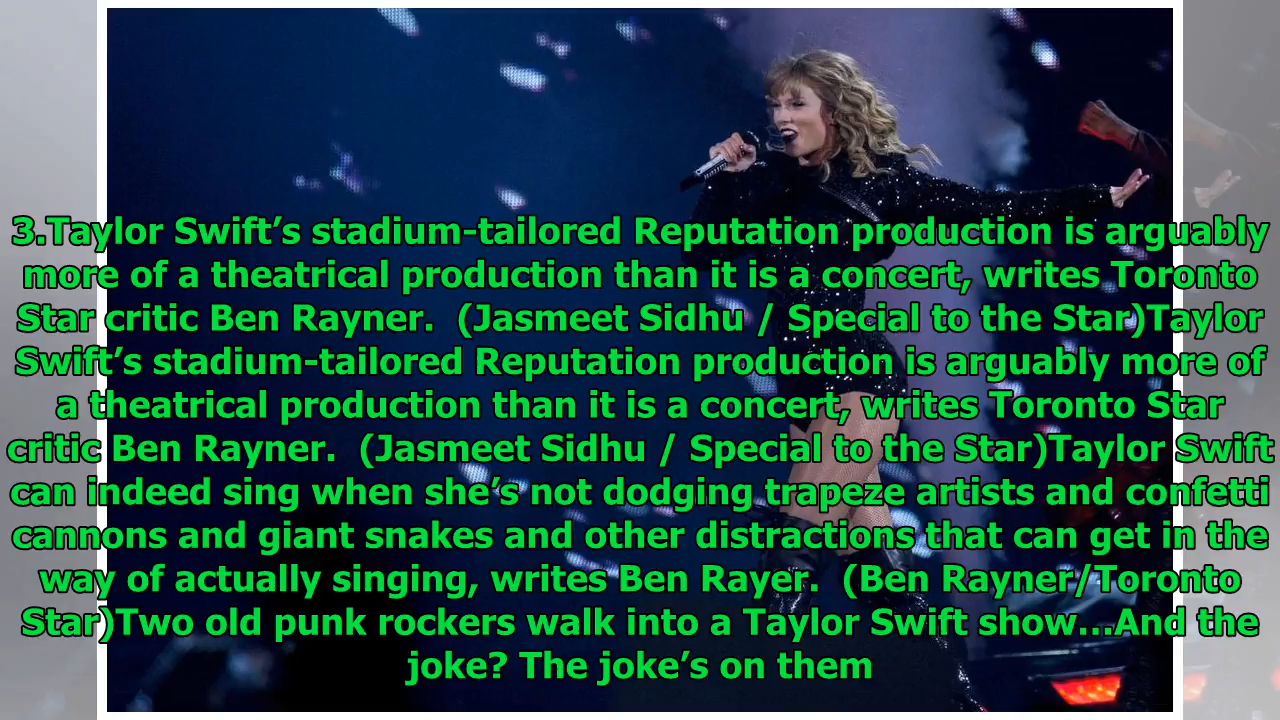 3.Taylor Swift’s stadium-tailored Reputation production is arguably
more of a theatrical production than it is a concert, writes Toronto
Star critic Ben Rayner.  (Jasmeet Sidhu / Special to the Star)Taylor
Swift’s stadium-tailored Reputation production is arguably more of
a theatrical production than it is a concert, writes Toronto Star
critic Ben Rayner.  (Jasmeet Sidhu / Special to the Star)Taylor Swift
can indeed sing when she’s not dodging trapeze artists and confetti
cannons and giant snakes and other distractions that can get in the
way of actually singing, writes Ben Rayer.  (Ben Rayner/Toronto
Star)Two old punk rockers walk into a Taylor Swift show...And the
joke? The joke’s on them